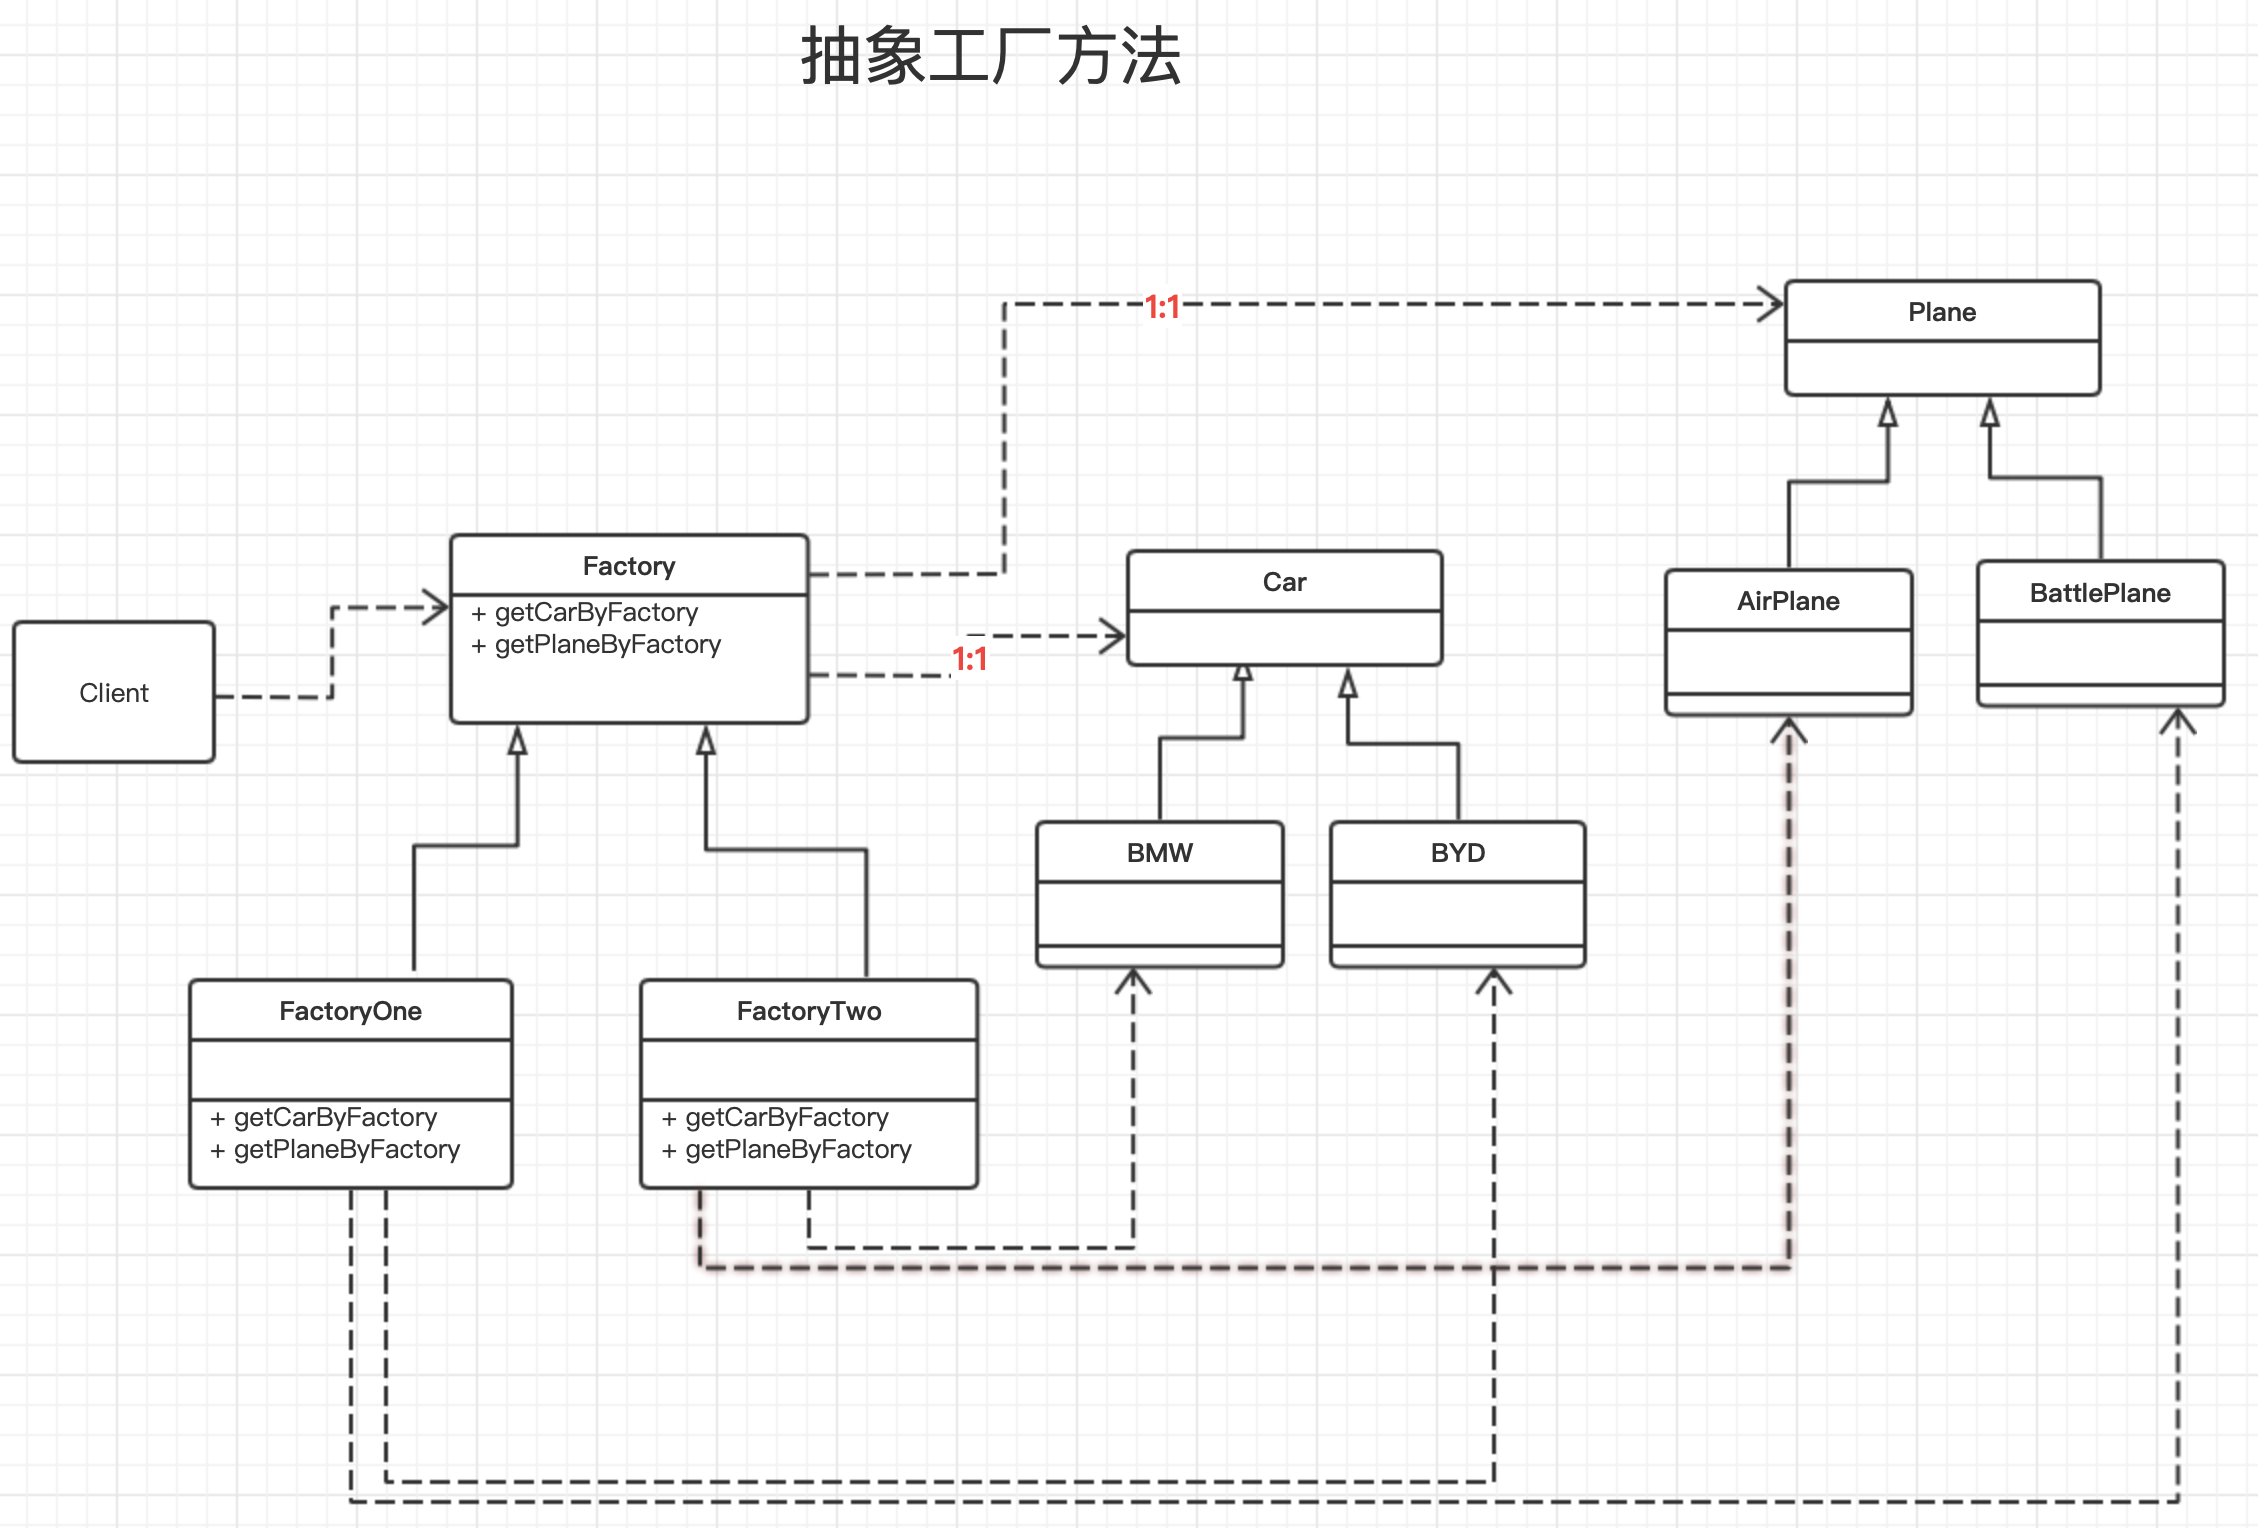 抽象工厂方法
1:1
Plane
Factory
+ getCarByFactory
+ getPlaneByFactory
Car
1:1
AirPlane
BattlePlane
Client
BMW
BYD
FactoryOne
+ getCarByFactory
+ getPlaneByFactory
FactoryTwo
+ getCarByFactory
+ getPlaneByFactory